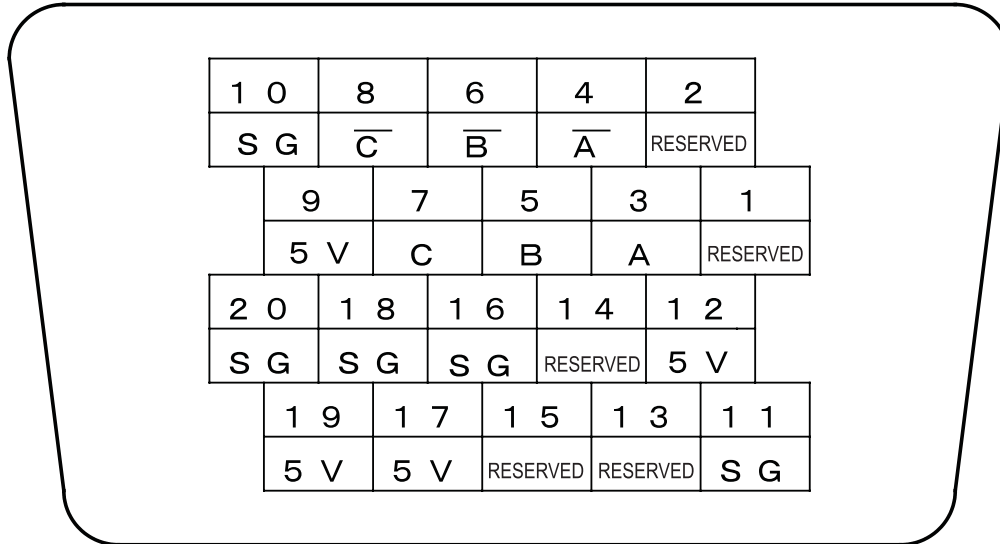 10 8 6 4 2
SG C̅ B̅ A̅ RESERVED
9 7 5 3 1
5V C B A RESERVED
20 18 16 14 12
SG SG SG RESERVED 5V
19 17 15 13 11
5V 5V RESERVED RESERVED SG